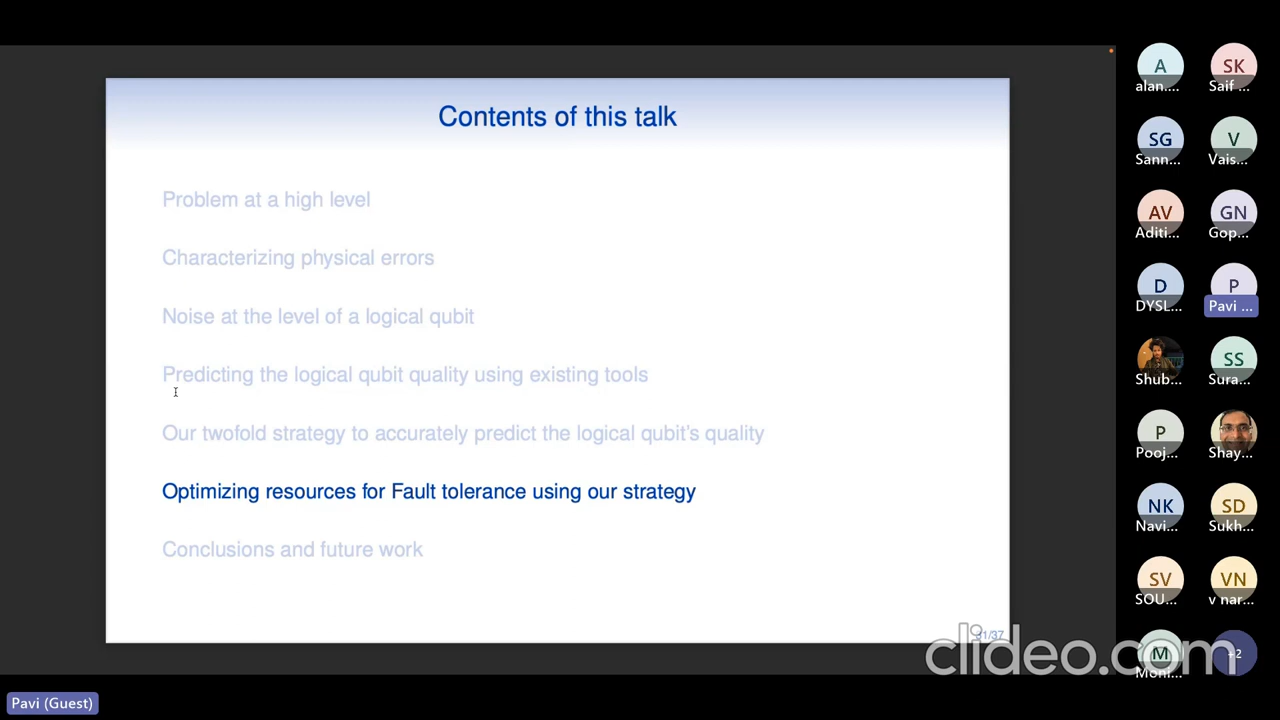 Contents of this talk
Problem at a high level
Characterizing physical errors
Noise at the level of a logical qubit
Predicting the logical qubit quality using existing tools
Our twofold strategy to accurately predict the logical qubit's quality
Optimizing resources for Fault tolerance using our strategy
Conclusions and future work
31/37
A
alan....
SK
Saif ...
SG
Sann...
V
Vais...
AV
Aditi...
GN
Gop...
D
DYSL...
P
Pavi ...
Shub...
SS
Sura...
P
Pooj...
Shay...
NK
Navi...
SD
Sukh...
SV
SOU...
VN
v nar...
M
Moni...
+2
clideo.com
Pavi (Guest)